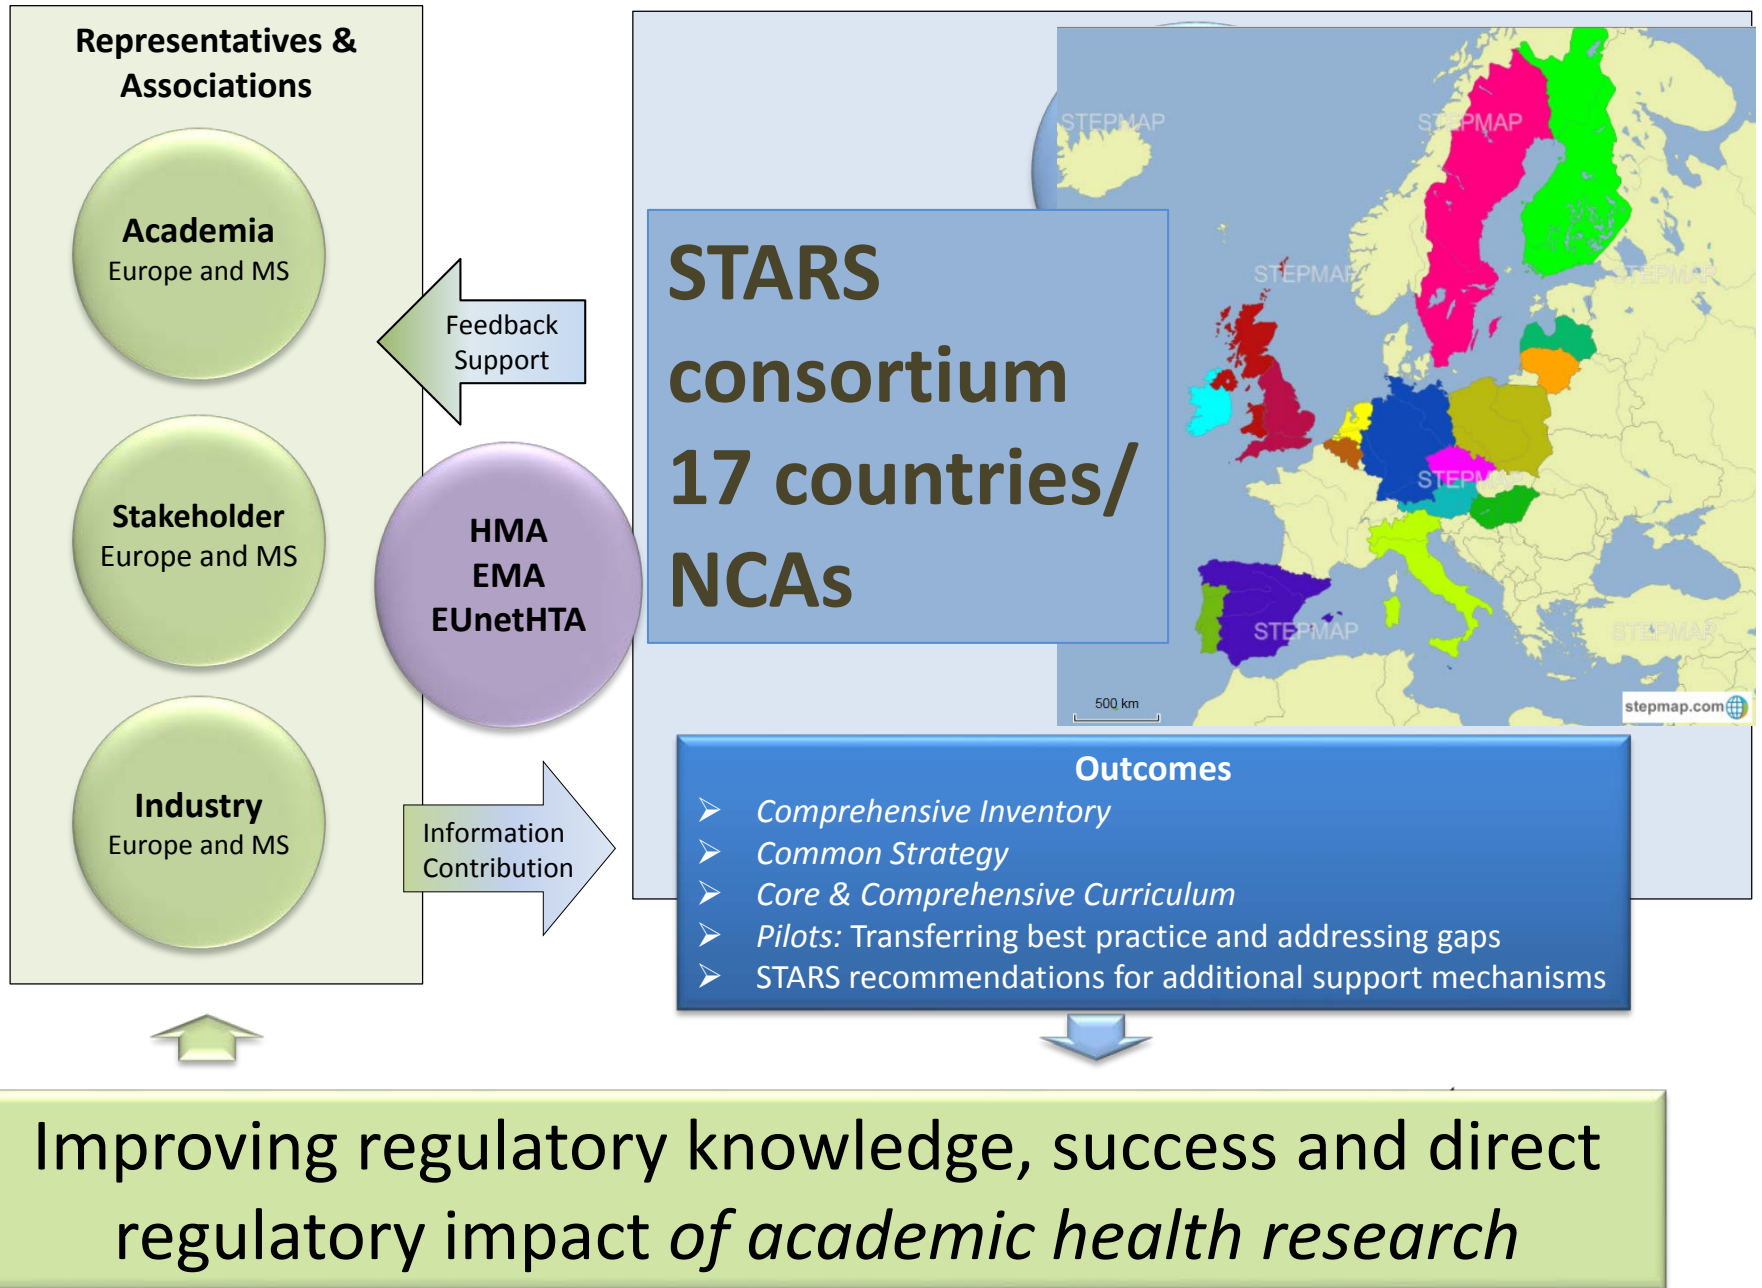 Representatives &
Associations
Academia
Europe and MS
Stakeholder
Europe and MS
Industry
Europe and MS
Feedback
Support
HMA
EMA
EUnetHTA
Information
Contribution
STARS
consortium
17 countries/
NCAs
STEPMAP
STEPMAP
STEPMAP
STEPMAP
STEPMAP
STEPMAP
STEPMAP
500 km
stepmap.com
Outcomes
➢ Comprehensive Inventory
➢ Common Strategy
➢ Core & Comprehensive Curriculum
➢ Pilots: Transferring best practice and addressing gaps
➢ STARS recommendations for additional support mechanisms
Improving regulatory knowledge, success and direct
regulatory impact of academic health research